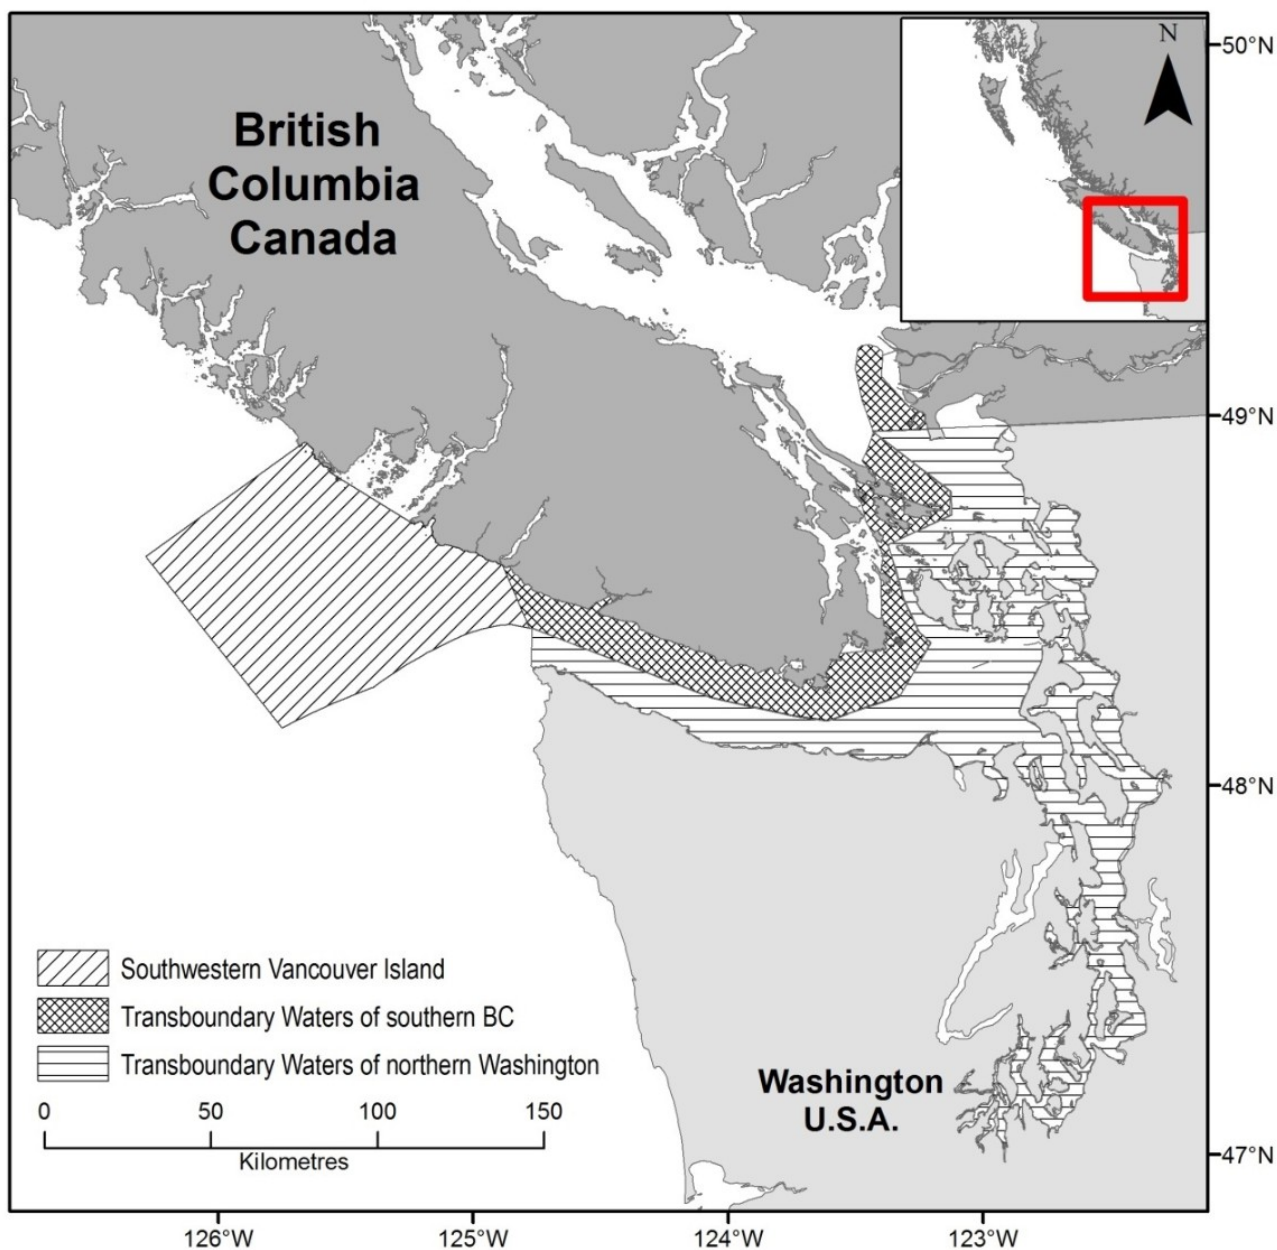 N
50°N
British
Columbia
Canada
49°N
48°N
Southwestern Vancouver Island
Transboundary Waters of southern BC
Transboundary Waters of northern Washington
0 50 100 150
Kilometres
Washington
U.S.A.
47°N
126°W 125°W 124°W 123°W